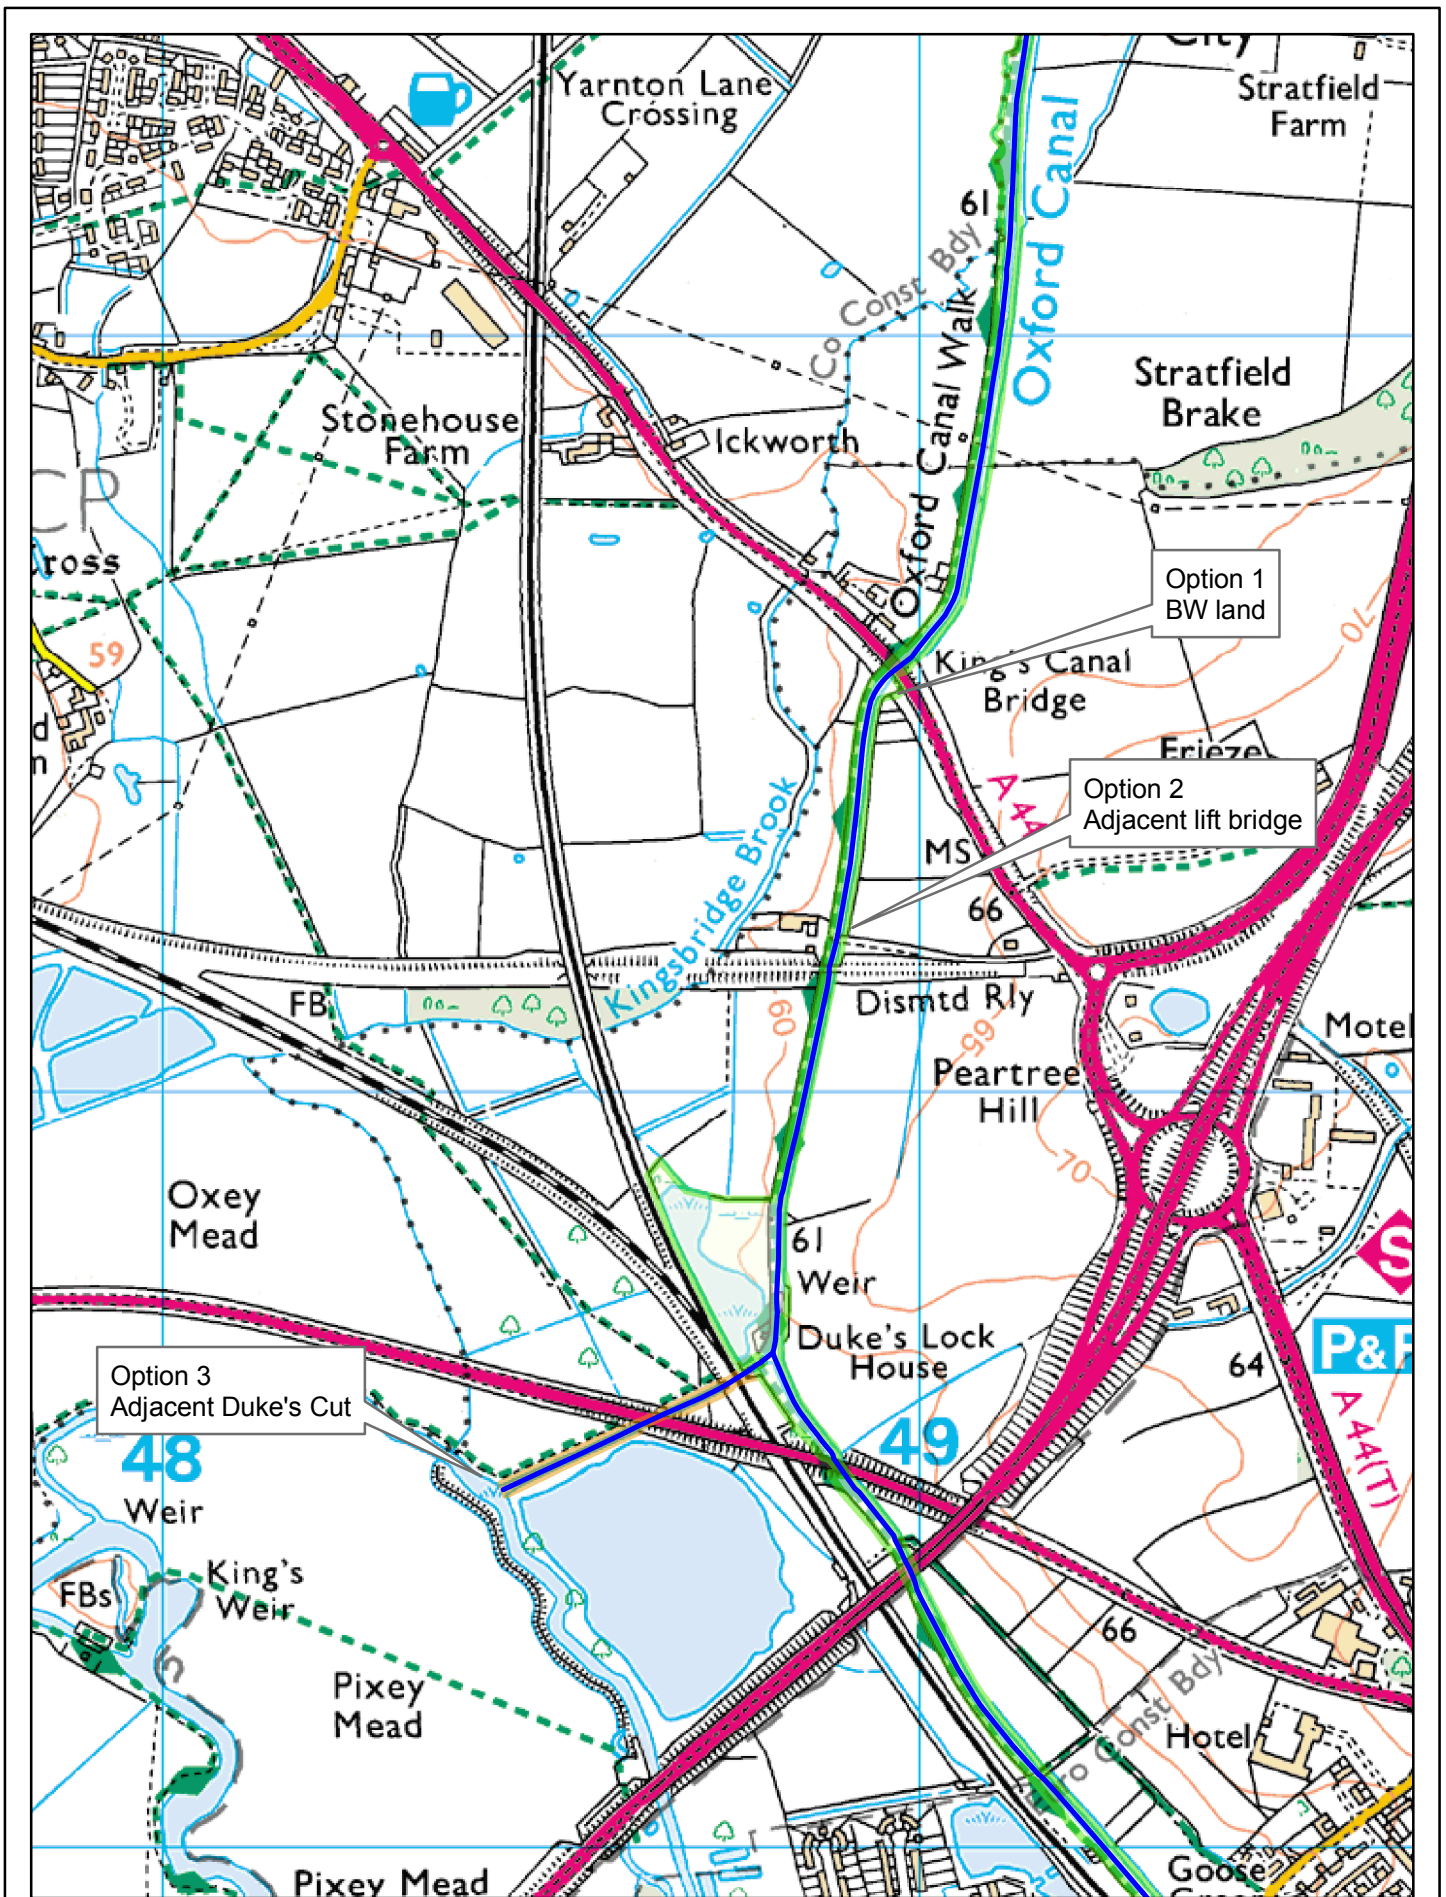 City
Stratfield
Farm
Yarnton Lane
Crossing
Oxford Canal
61
Co Const Bdy
Oxford Canal Walk
Stratfield
Brake
Stonehouse
Farm
Ickworth
CP
ross
59
d
n
Option 1
BW land
70
King's Canal
Bridge
Frieze
Option 2
Adjacent lift bridge
A 44
MS
66
Kingsbridge Brook
FB
60
Dismtd Rly
65
Motel
Peartree
Hill
70
Oxey
Mead
61
Weir
S
Duke's Lock
House
P&R
64
Option 3
Adjacent Duke's Cut
48
49
A 44(T)
Weir
King's
Weir
FBs
66
Pixey
Mead
Const Bdy
Hotel
Goose
Pixey Mead